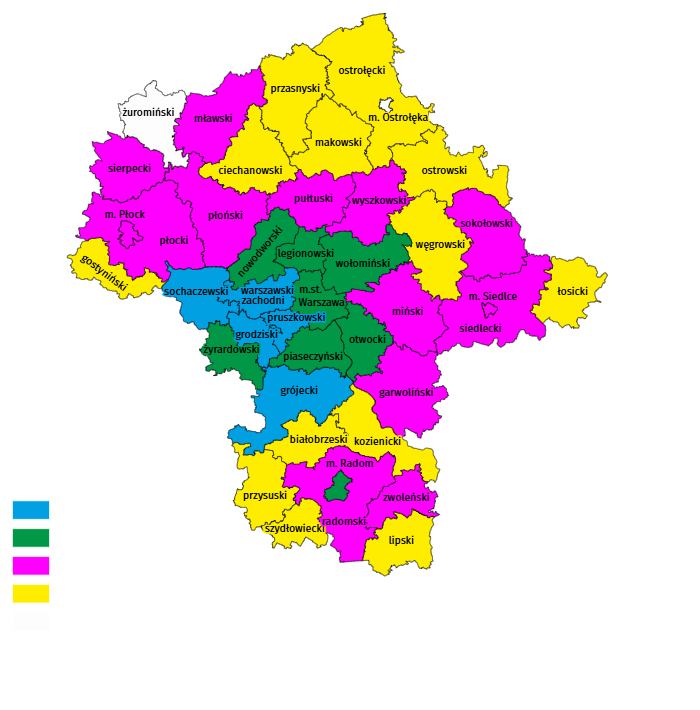 ostrołęcki
przasnyski
żuromiński
mławski
m. Ostrołęka
makowski
sierpecki
ciechanowski
ostrowski
pułtuski
wyszkowski
m. Płock
płoński
sokołowski
płocki
nowodworski
legionowski
węgrowski
wołomiński
gostyniński
sochaczewski
warszawski
zachodni
m.st.
Warszawa
łosicki
m. Siedlce
miński
pruszkowski
siedlecki
grodziski
otwocki
żyrardowski
piaseczyński
grójecki
garwoliński
białobrzeski
kozienicki
m. Radom
przysuski
zwoleński
szydłowiecki
radomski
lipski